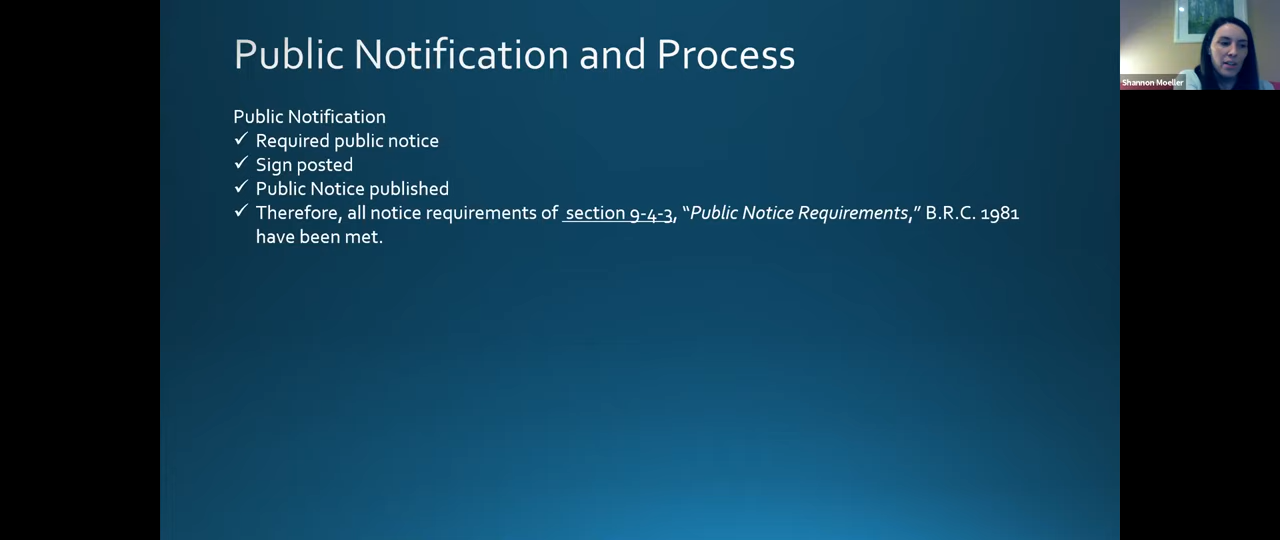 Public Notification and Process
Shannon Moeller
Public Notification
✓ Required public notice
✓ Sign posted
✓ Public Notice published
✓ Therefore, all notice requirements of section 9-4-3, “Public Notice Requirements,” B.R.C. 1981
have been met.